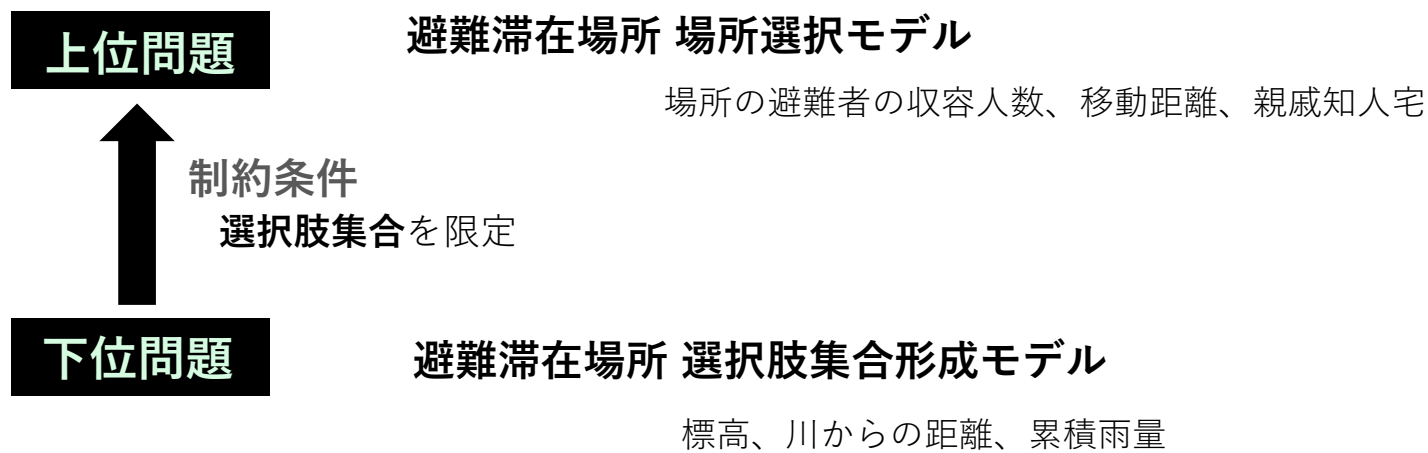 上位問題
避難滞在場所 場所選択モデル
場所の避難者の収容人数、移動距離、親戚知人宅
制約条件
選択肢集合を限定
下位問題
避難滞在場所 選択肢集合形成モデル
標高、川からの距離、累積雨量